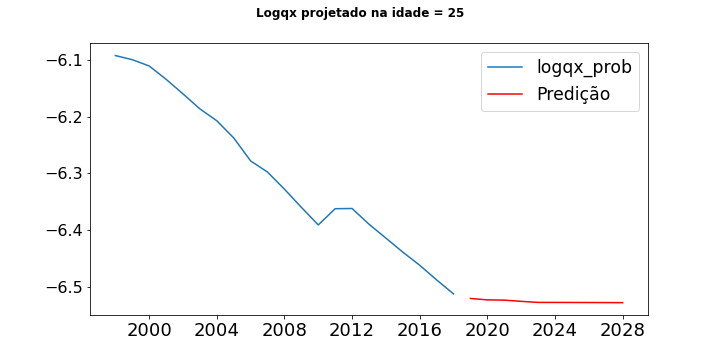 Logqx projetado na idade = 25
logqx_prob
Predição
−6.1
−6.2
−6.3
−6.4
−6.5
2000 2004 2008 2012 2016 2020 2024 2028